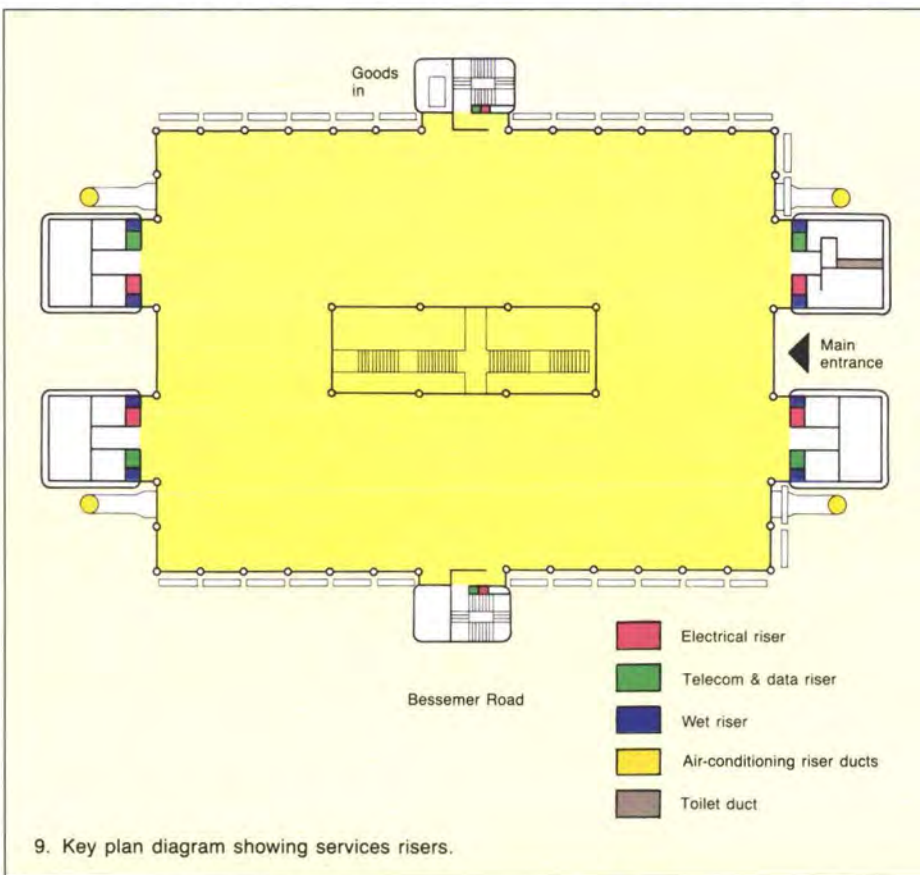 Goods
in
Main
entrance
Bessemer Road
Electrical riser
Telecom & data riser
Wet riser
Air-conditioning riser ducts
Toilet duct
9. Key plan diagram showing services risers.